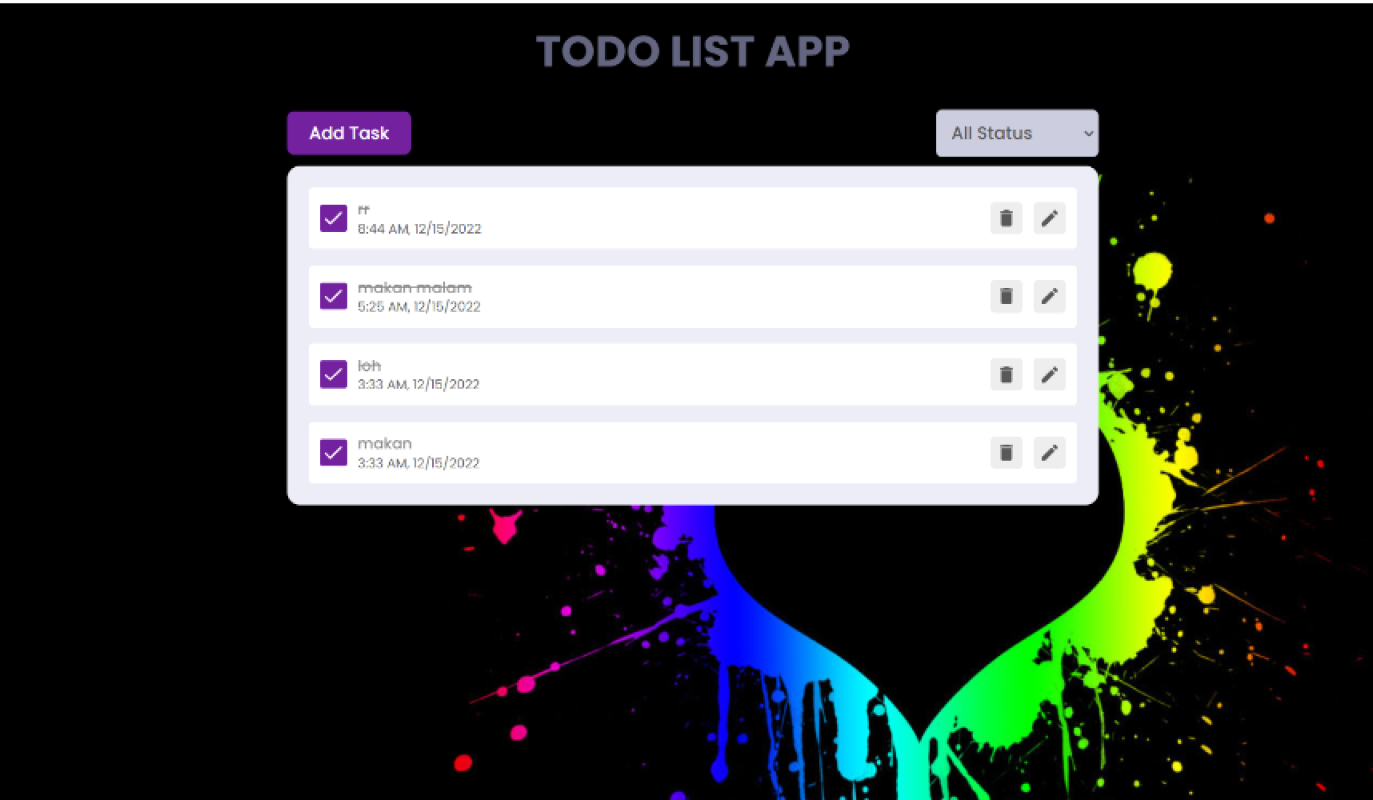 TODO LIST APP
Add Task
All Status
rr
8:44 AM, 12/15/2022
makan malam
5:25 AM, 12/15/2022
loh
3:33 AM, 12/15/2022
makan
3:33 AM, 12/15/2022